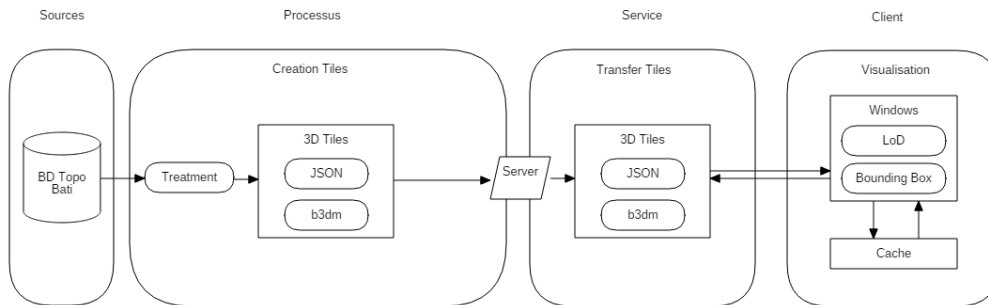 Sources
Processus
Service
Client
Creation Tiles
Transfer Tiles
Visualisation
BD Topo
Bati
Treatment
3D Tiles
JSON
b3dm
Server
3D Tiles
JSON
b3dm
Windows
LoD
Bounding Box
Cache